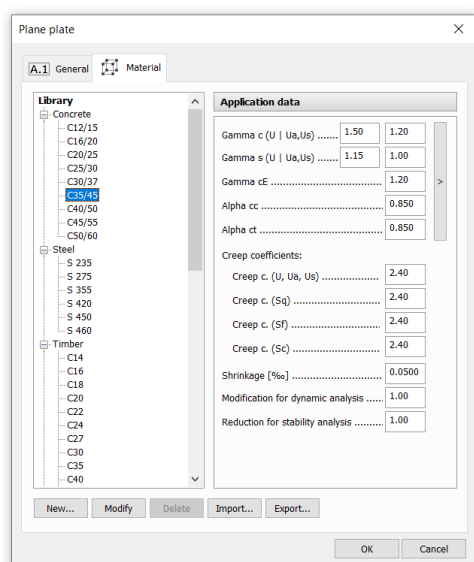 Plane plate
A.1 General
Material
Library
Concrete
C12/15
C16/20
C20/25
C25/30
C30/37
C35/45
C40/50
C45/55
C50/60
Steel
S 235
S 275
S 355
S 420
S 450
S 460
Timber
C14
C16
C18
C20
C22
C24
C27
C30
C35
C40
Application data
Gamma c (U | Ua,Us) ....... 1.50 1.20
Gamma s (U | Ua,Us) ....... 1.15 1.00
Gamma cE ........................................ 1.20
Alpha cc ............................................ 0.850
Alpha ct ............................................ 0.850
Creep coefficients:
Creep c. (U, Ua, Us) ...................... 2.40
Creep c. (Sq) ................................ 2.40
Creep c. (Sf) ................................ 2.40
Creep c. (Sc) ................................ 2.40
Shrinkage [‰] ................................ 0.0500
Modification for dynamic analysis ...... 1.00
Reduction for stability analysis ......... 1.00
>
New... Modify Delete Import... Export...
OK Cancel